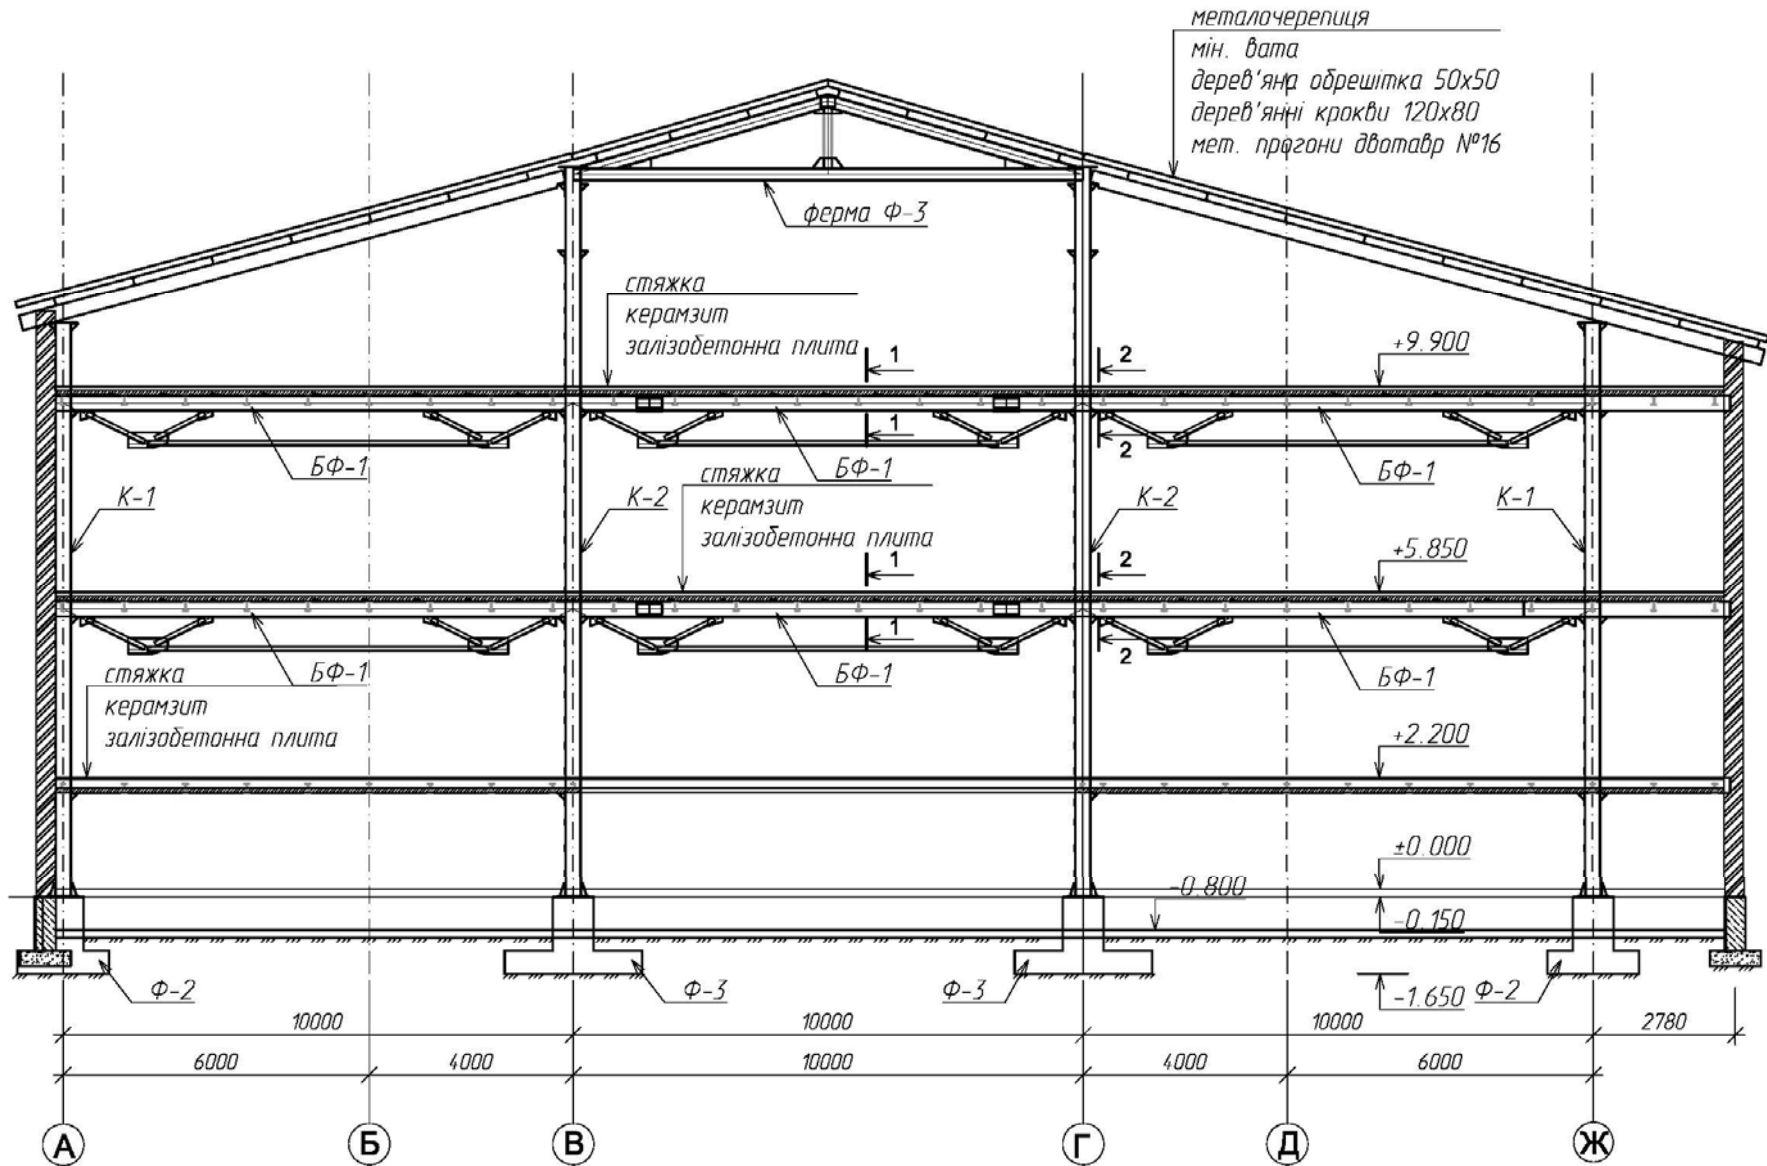 металочерепиця
мін. вата
дерев'яна обрешітка 50х50
дерев'янні крокви 120х80
мет. прогони двотавр №16
ферма Ф-3
стяжка
керамзит
залізобетонна плита
1
2
+9.900
1
2
БФ-1
БФ-1
БФ-1
стяжка
керамзит
залізобетонна плита
К-1
К-2
К-2
К-1
1
2
+5.850
1
2
БФ-1
БФ-1
БФ-1
стяжка
керамзит
залізобетонна плита
+2.200
±0.000
-0.800
-0.150
Ф-2
Ф-3
Ф-3
-1.650
Ф-2
10000
10000
10000
2780
6000
4000
10000
4000
6000
А
Б
В
Г
Д
Ж